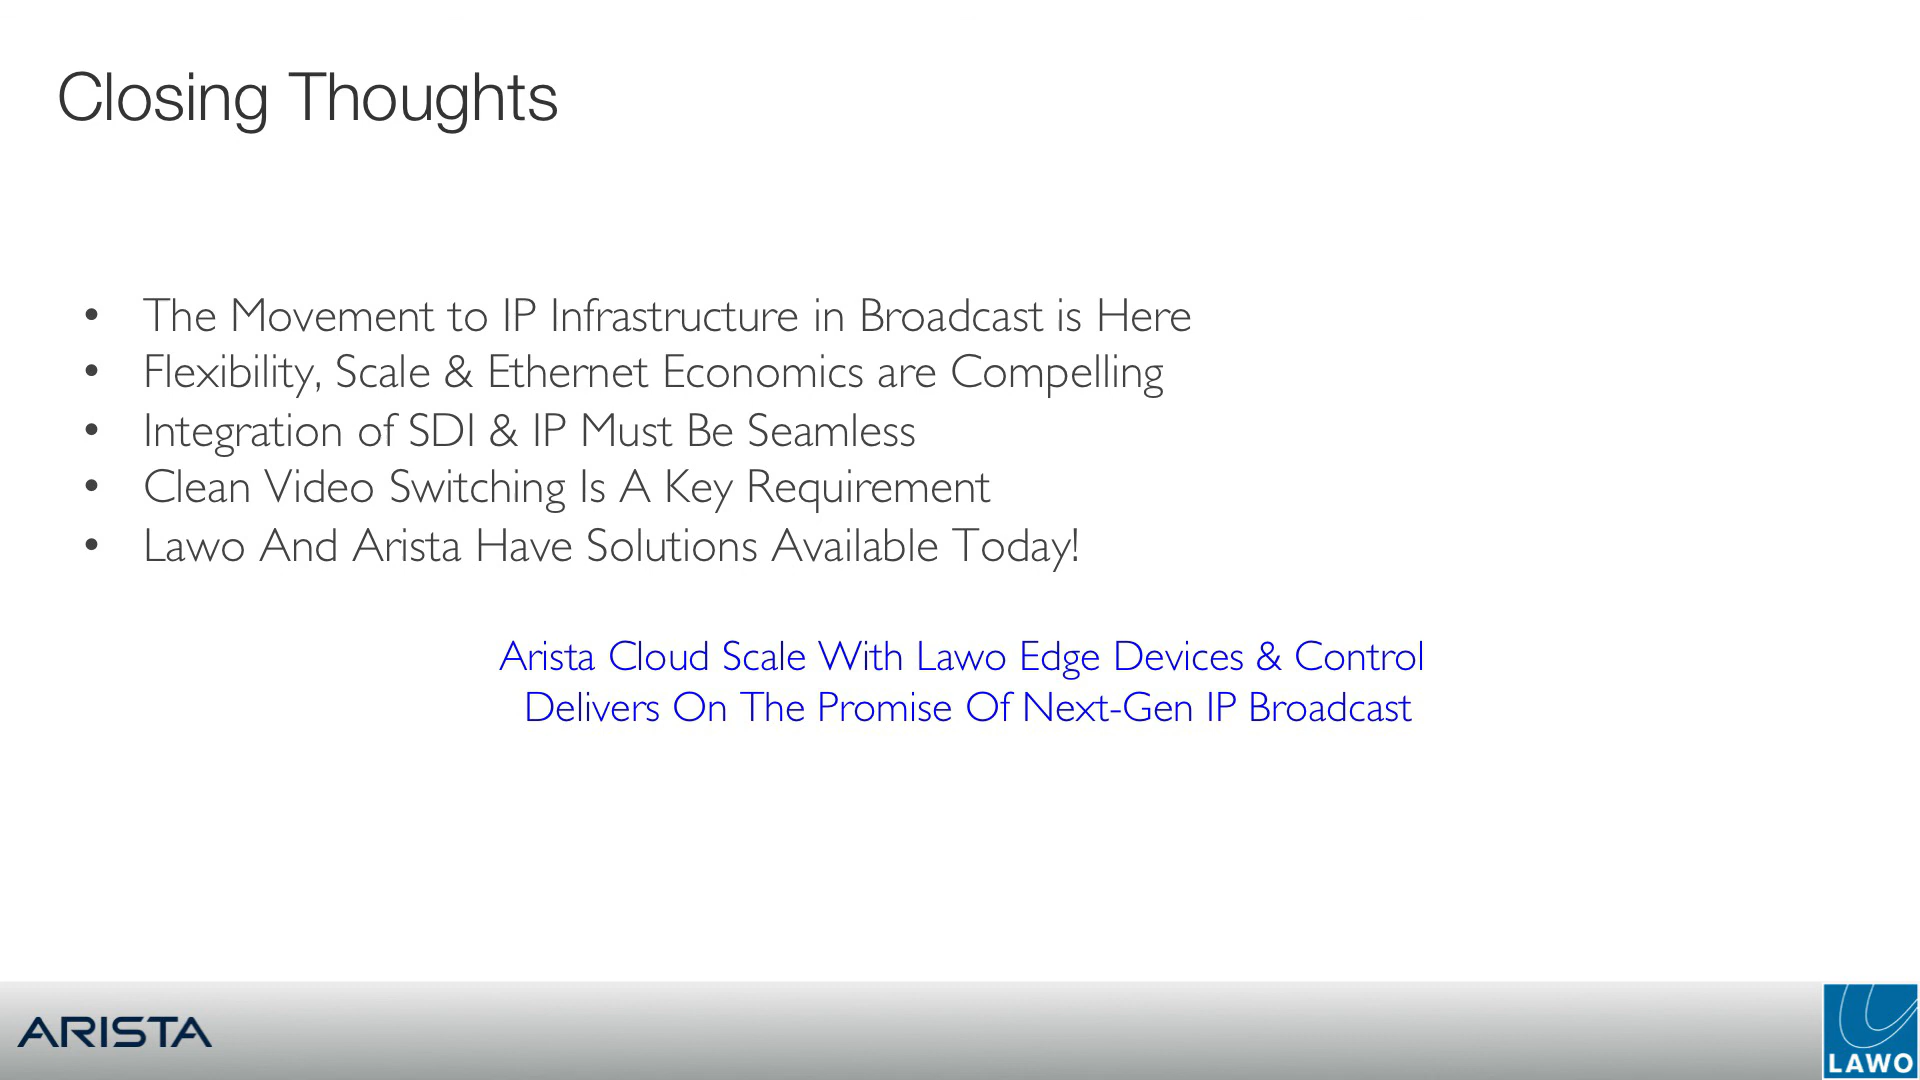 Closing Thoughts
• The Movement to IP Infrastructure in Broadcast is Here
• Flexibility, Scale & Ethernet Economics are Compelling
• Integration of SDI & IP Must Be Seamless
• Clean Video Switching Is A Key Requirement
• Lawo And Arista Have Solutions Available Today!
Arista Cloud Scale With Lawo Edge Devices & Control
Delivers On The Promise Of Next-Gen IP Broadcast
ARISTA
LAWO